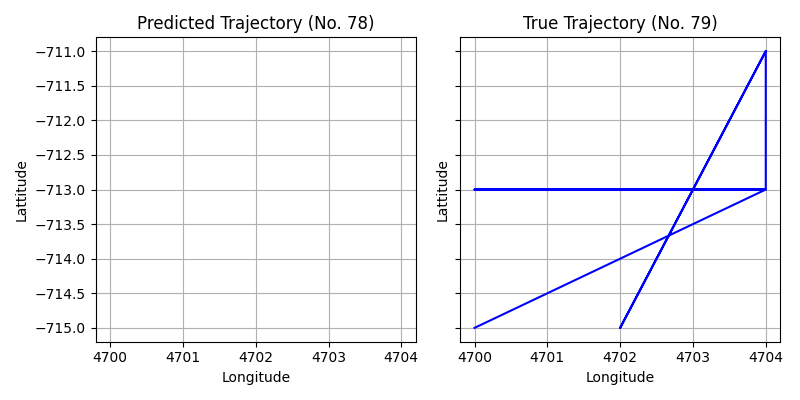 Predicted Trajectory (No. 78)
True Trajectory (No. 79)
−711.0
−711.5
−712.0
−712.5
−713.0
−713.5
−714.0
−714.5
−715.0
Lattitude
Lattitude
4700 4701 4702 4703 4704
4700 4701 4702 4703 4704
Longitude
Longitude